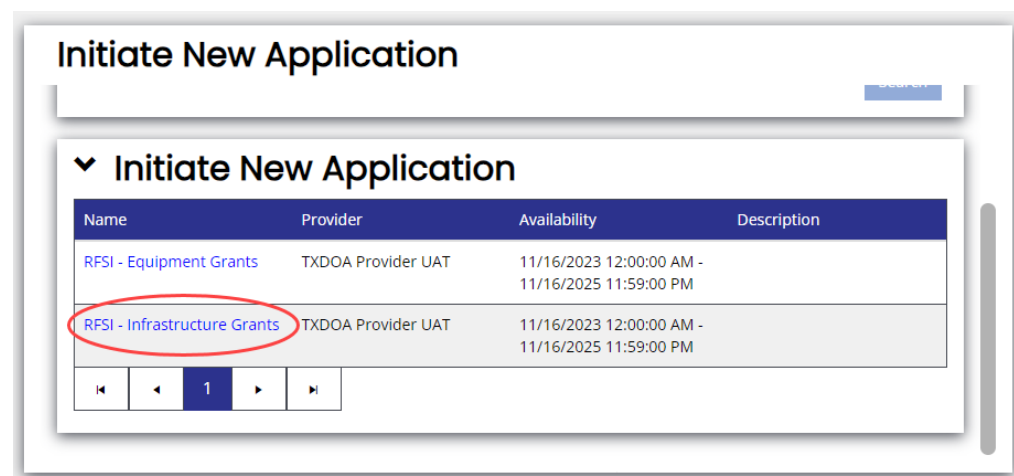 Initiate New Application
Initiate New Application
Name Provider Availability Description
RFSI - Equipment Grants TXDOA Provider UAT 11/16/2023 12:00:00 AM -
11/16/2025 11:59:00 PM
RFSI - Infrastructure Grants TXDOA Provider UAT 11/16/2023 12:00:00 AM -
11/16/2025 11:59:00 PM
1